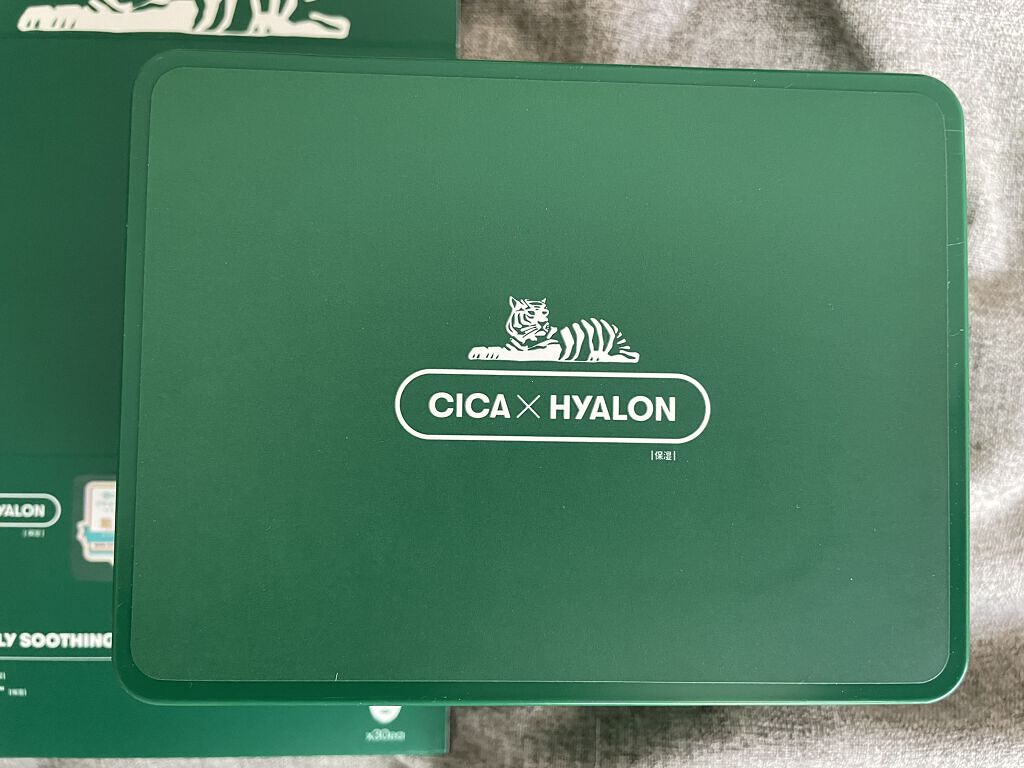 CICA × HYALON
|保湿|
YALON
LY SOOTHING